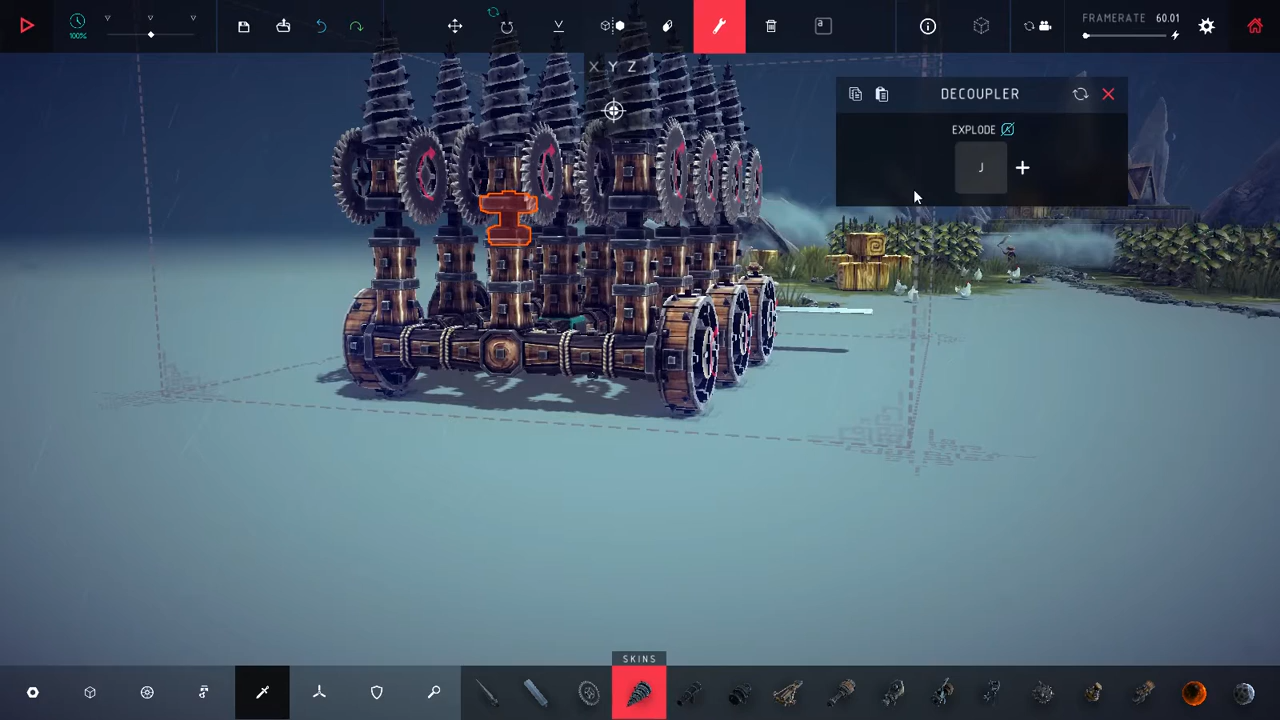 100%
a
FRAMERATE 60.01
X Y Z
DECOUPLER
EXPLODE
J
SKINS